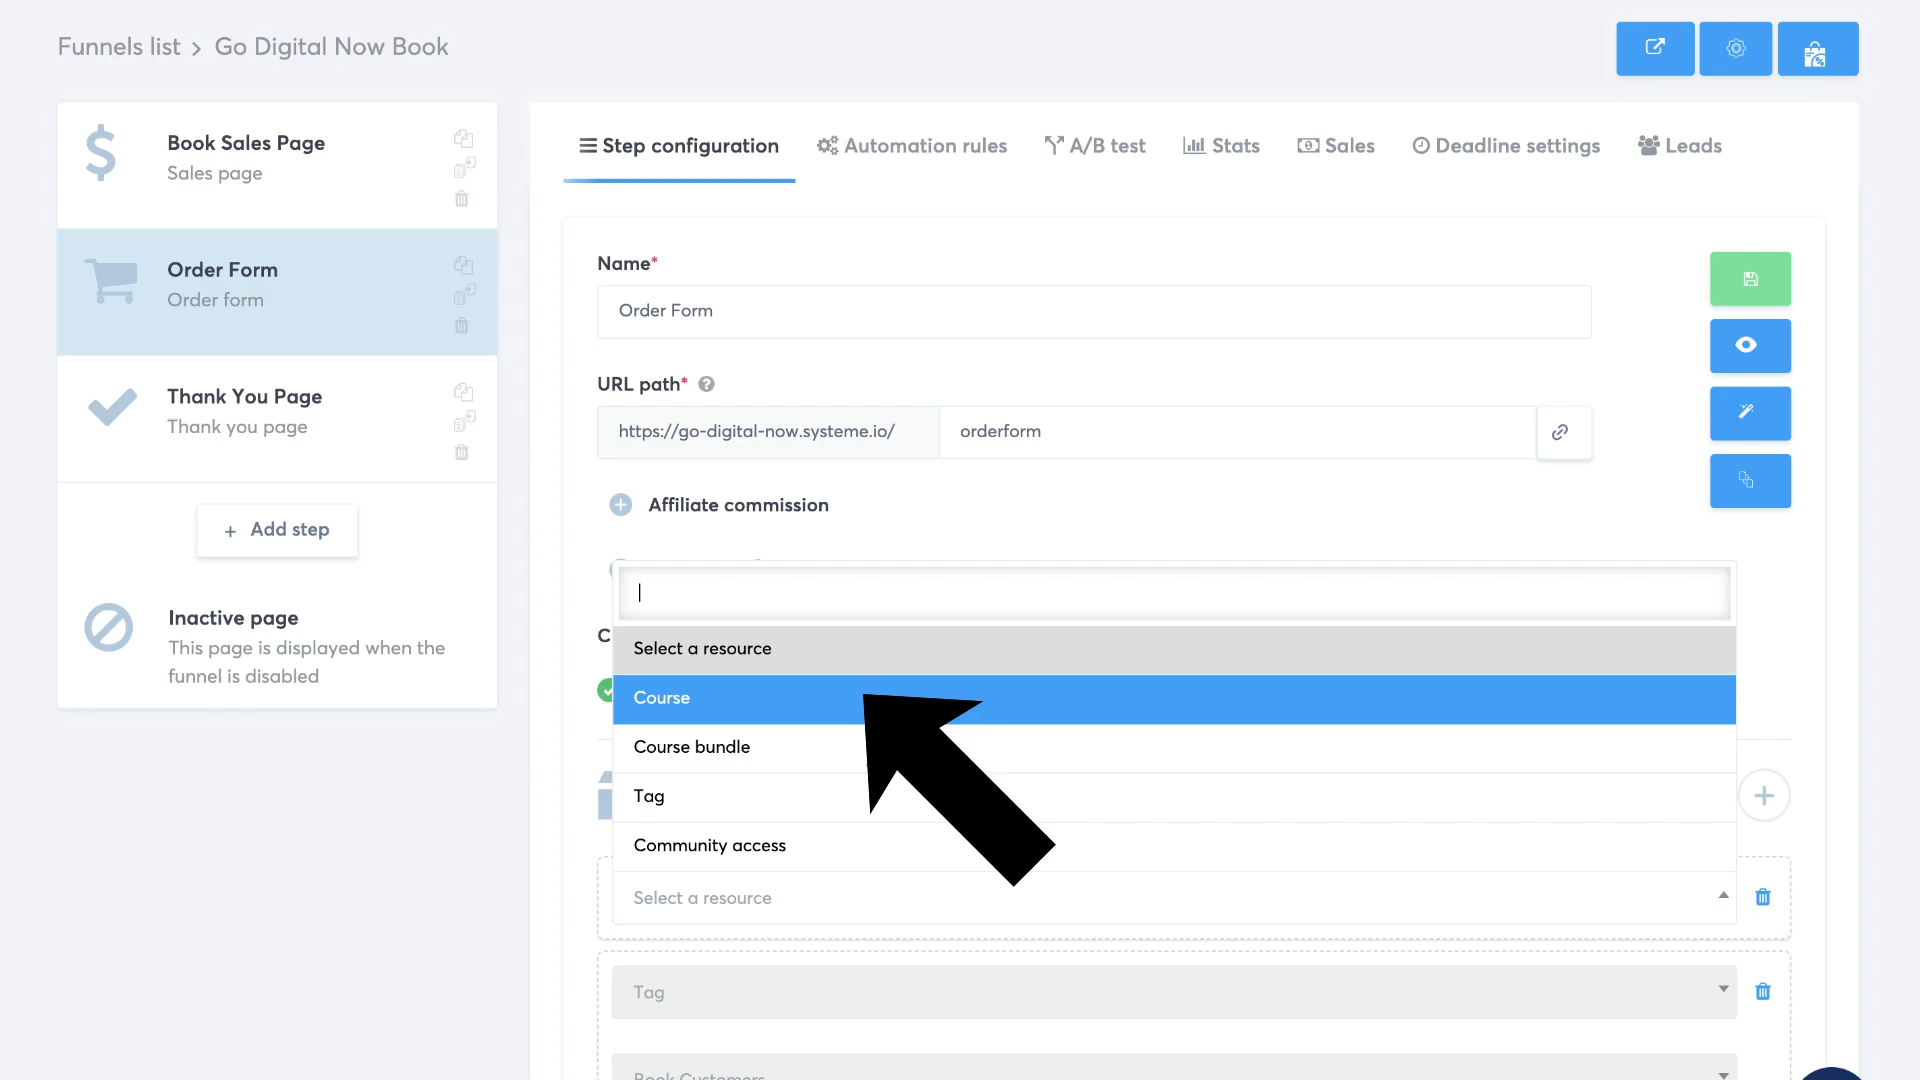 Funnels list > Go Digital Now Book
Book Sales Page
Sales page
Order Form
Order form
Thank You Page
Thank you page
+ Add step
Inactive page
This page is displayed when the
funnel is disabled
Step configuration
Automation rules
A/B test
Stats
Sales
Deadline settings
Leads
Name*
Order Form
URL path* ?
https://go-digital-now.systeme.io/
orderform
Affiliate commission
C
Select a resource
Course
Course bundle
Tag
Community access
Select a resource
Tag
Book Customers